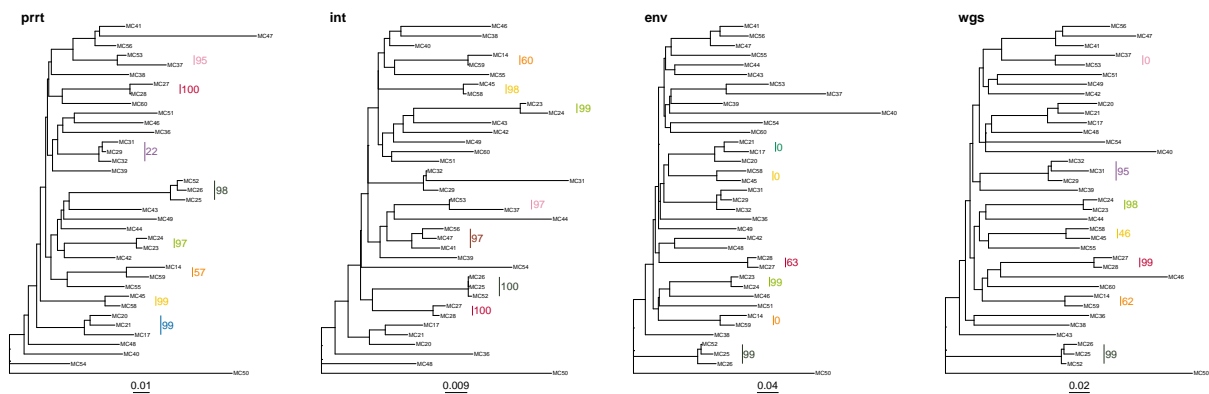 prrt
MC41
MC47
MC56
MC53
MC37
95
MC38
MC27
MC28
100
MC60
MC51
MC46
MC36
MC31
MC29
MC32
22
MC39
MC52
MC26
MC25
98
MC43
MC49
MC44
MC24
MC23
97
MC42
MC14
MC59
57
MC55
MC45
MC58
99
MC20
MC21
MC17
99
MC48
MC40
MC54
MC50
0.01
int
MC46
MC38
MC40
MC14
MC59
60
MC55
MC45
MC58
98
MC23
MC24
99
MC43
MC42
MC49
MC60
MC51
MC32
MC31
MC29
MC53
MC37
97
MC44
MC56
MC47
MC41
97
MC39
MC54
MC26
MC25
MC52
100
MC27
MC28
100
MC17
MC21
MC20
MC36
MC48
MC50
0.009
env
MC41
MC56
MC47
MC55
MC44
MC43
MC53
MC37
MC39
MC40
MC54
MC60
MC21
MC17
0
MC20
MC58
MC45
0
MC31
MC29
MC32
MC36
MC49
MC42
MC48
MC28
MC27
63
MC23
MC24
99
MC46
MC51
MC14
MC59
0
MC38
MC52
MC25
MC26
99
MC50
0.04
wgs
MC56
MC47
MC41
MC37
MC53
0
MC51
MC49
MC42
MC20
MC21
MC17
MC48
MC54
MC40
MC32
MC31
MC29
95
MC39
MC24
MC23
98
MC44
MC58
MC45
46
MC55
MC27
MC28
99
MC46
MC60
MC14
MC59
62
MC36
MC38
MC43
MC26
MC25
MC52
99
MC50
0.02